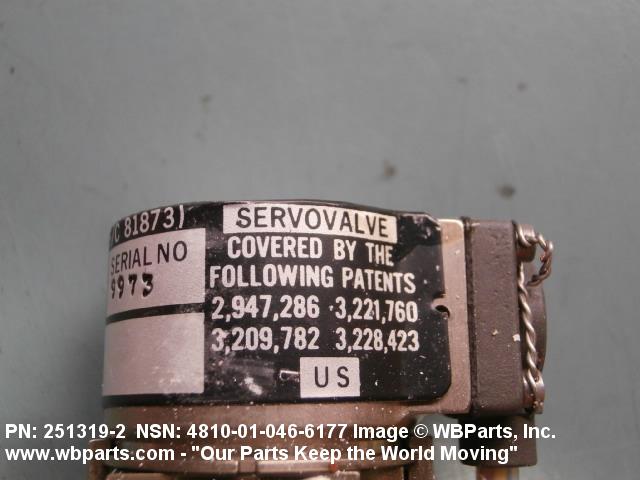 /C 81873)
SERIAL NO
9973
SERVOVALVE
COVERED BY THE
FOLLOWING PATENTS
2,947,286 3,221,760
3,209,782 3,228,423
US
PN: 251319-2 NSN: 4810-01-046-6177 Image © WBParts, Inc.
www.wbparts.com - "Our Parts Keep the World Moving"